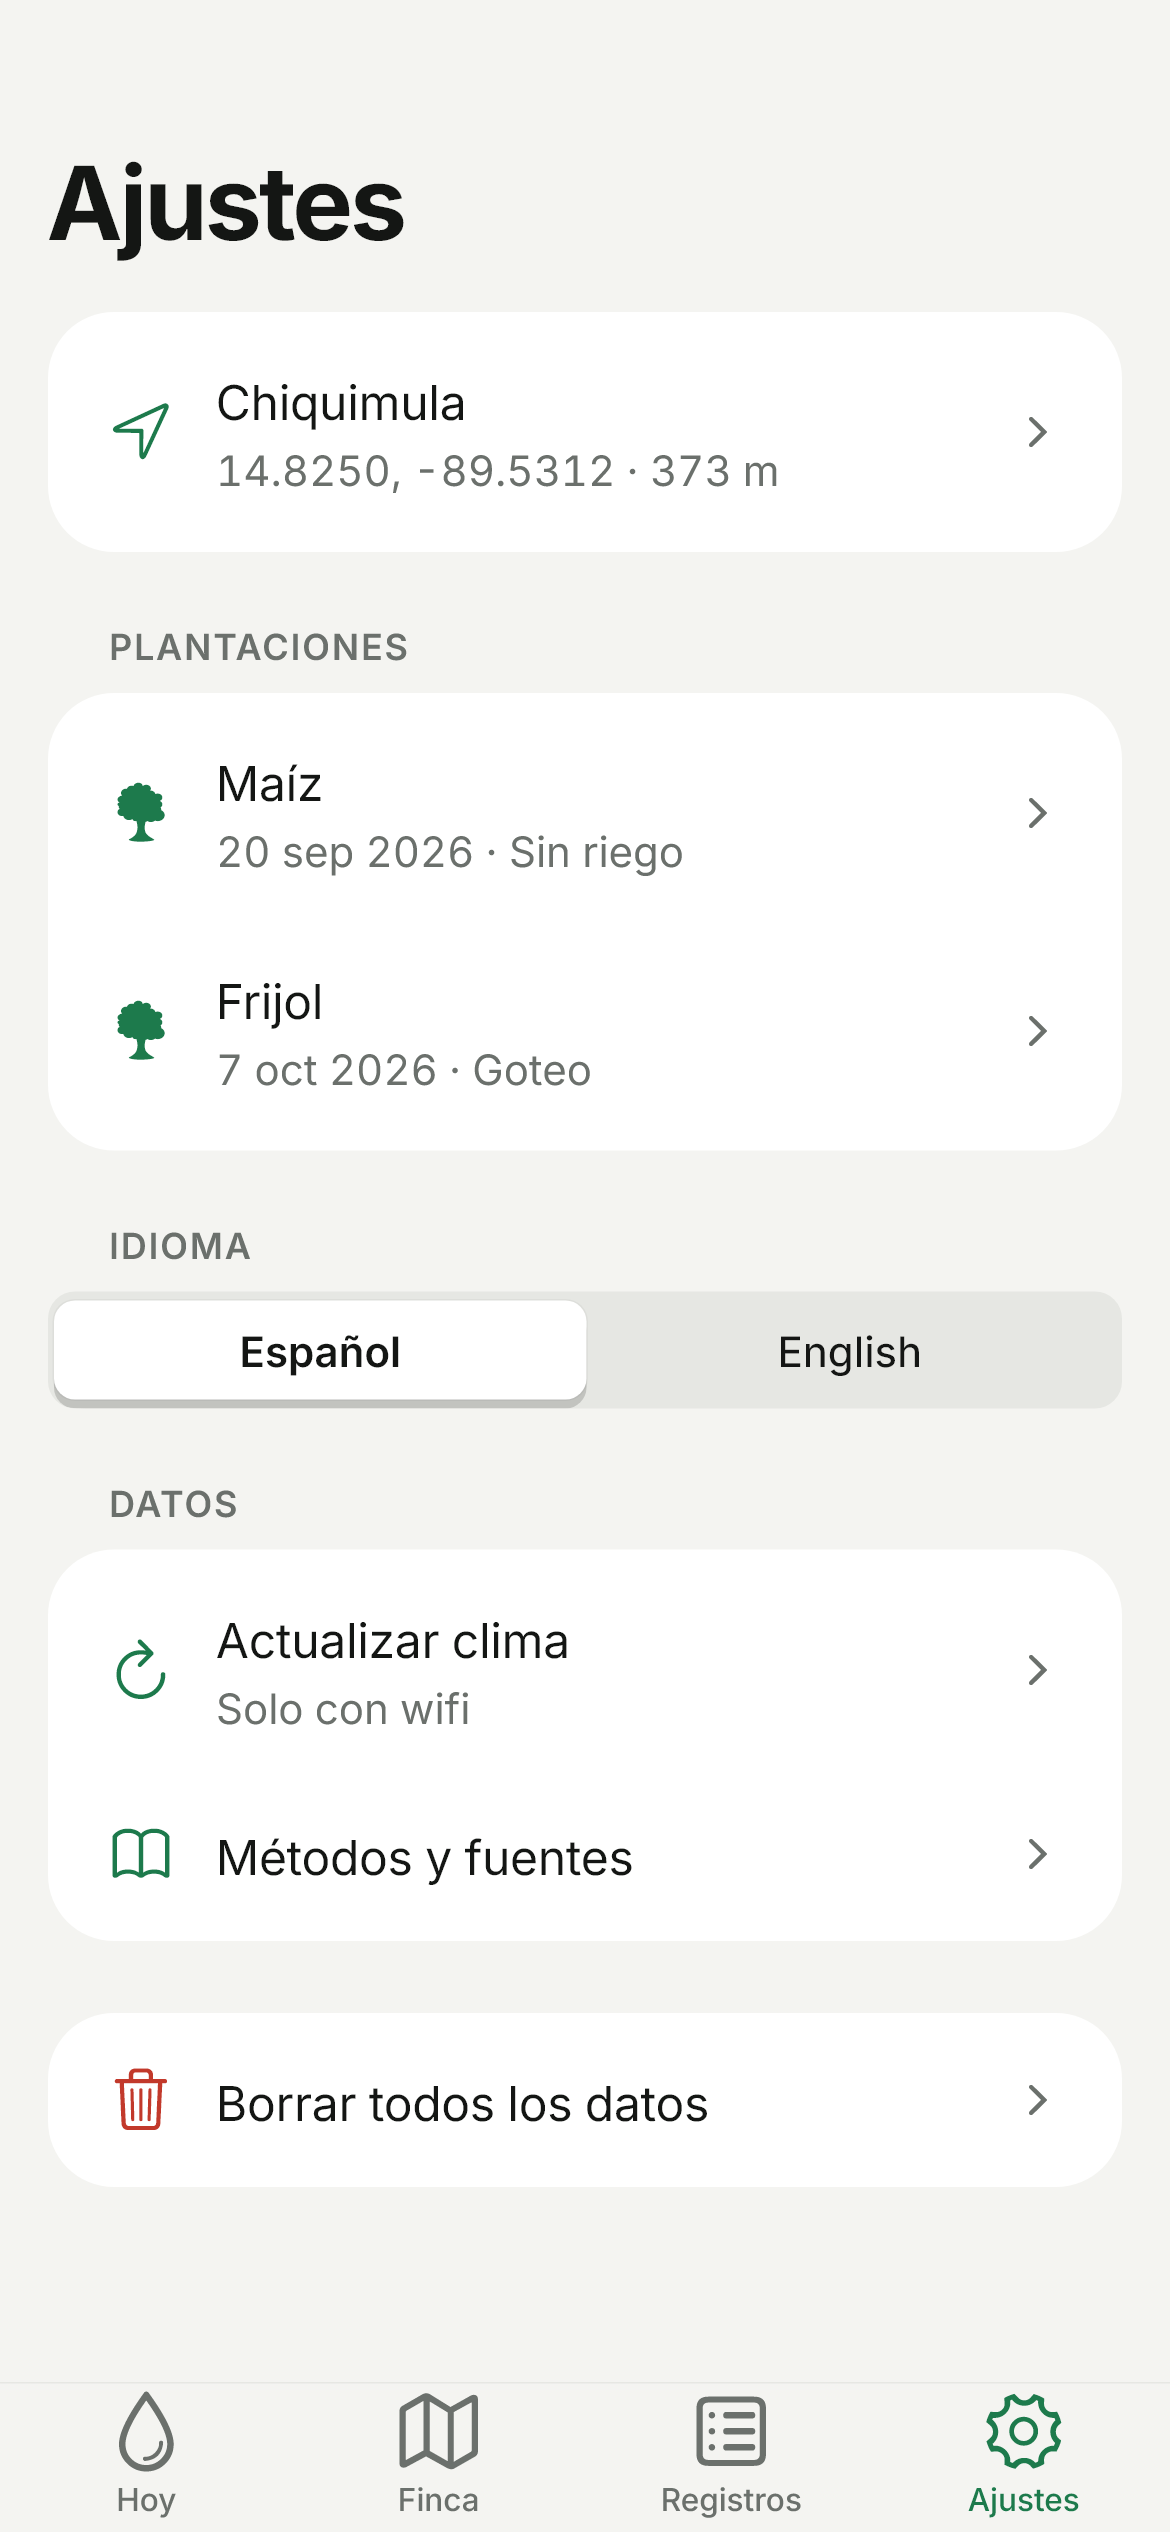 Ajustes
Chiquimula
14.8250, -89.5312 · 373 m
PLANTACIONES
Maíz
20 sep 2026 · Sin riego
Frijol
7 oct 2026 · Goteo
IDIOMA
Español English
DATOS
Actualizar clima
Solo con wifi
Métodos y fuentes
Borrar todos los datos
Hoy Finca Registros Ajustes